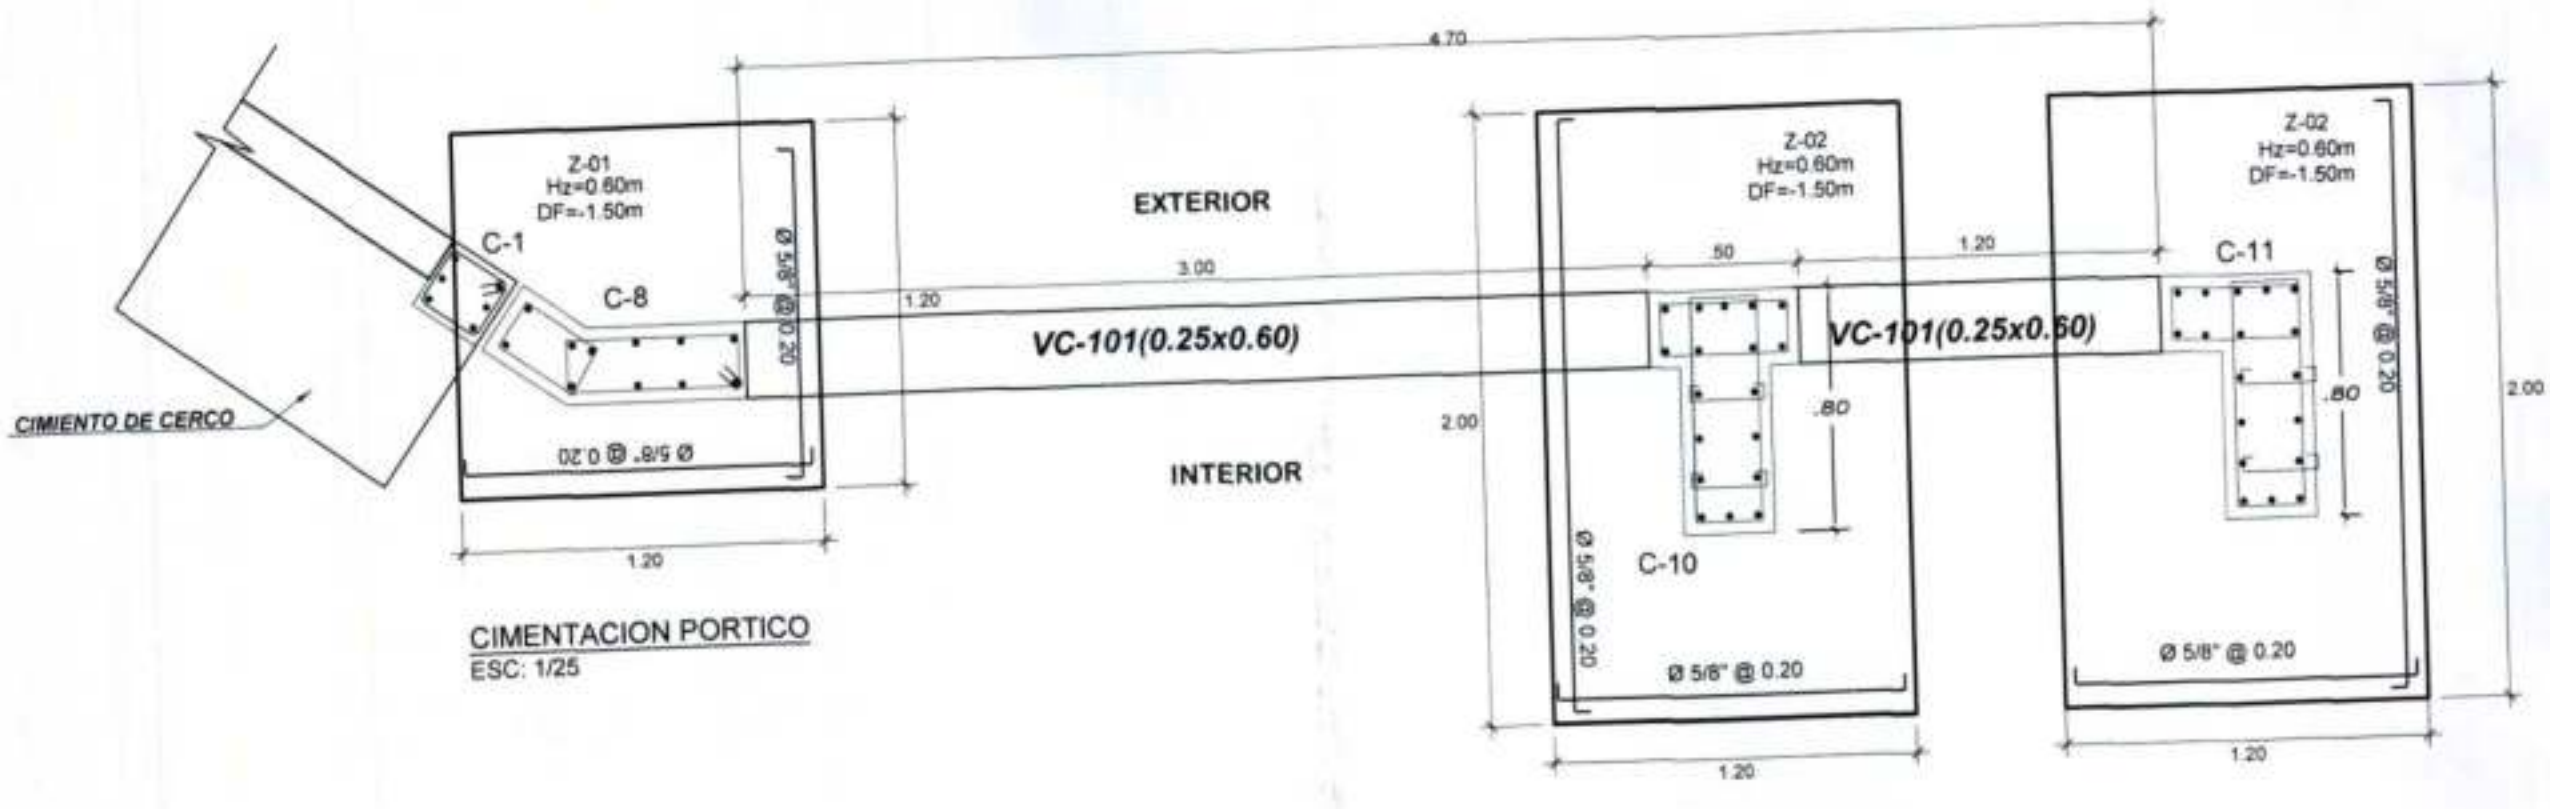 4.70
Z-01
Hz=0.60m
DF=-1.50m
C-1
C-8
Ø 5/8" @ 0.20
1.20
Ø 5/8" @ 0.20
1.20
CIMIENTO DE CERCO
EXTERIOR
3.00
.50
1.20
VC-101(0.25x0.60)
VC-101(0.25x0.60)
INTERIOR
Z-02
Hz=0.60m
DF=-1.50m
2.00
.80
C-10
Ø 5/8" @ 0.20
Ø 5/8" @ 0.20
1.20
Z-02
Hz=0.60m
DF=-1.50m
C-11
Ø 5/8" @ 0.20
.80
2.00
Ø 5/8" @ 0.20
1.20
CIMENTACION PORTICO
ESC: 1/25